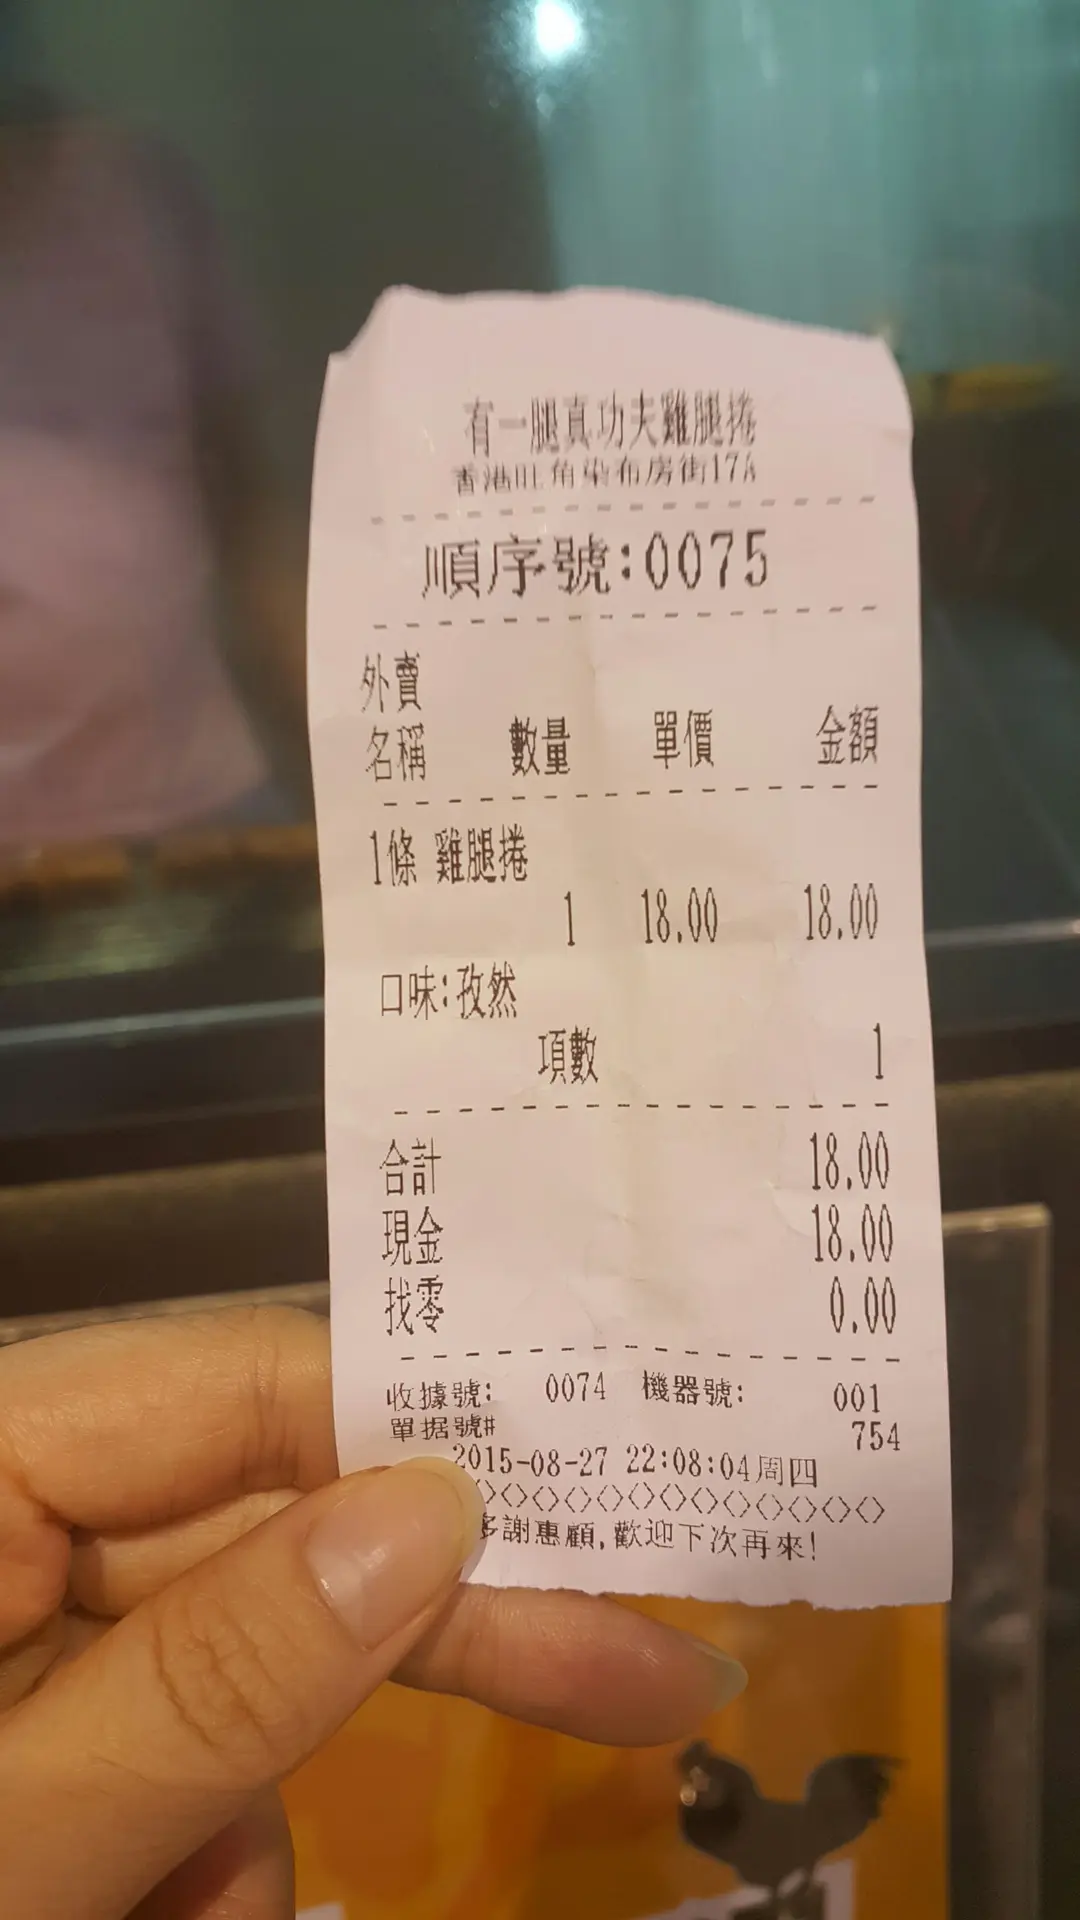 有一腿真功夫雞腿捲
香港旺角染布房街17A
順序號:0075
外賣
名稱 數量 單價 金額
1條 雞腿捲
1 18.00 18.00
口味:孜然
項數 1
合計 18.00
現金 18.00
找零 0.00
收據號: 0074 機器號: 001
單据號# 754
2015-08-27 22:08:04周四
<><><><><><><><><><><><><>
多謝惠顧,歡迎下次再來!